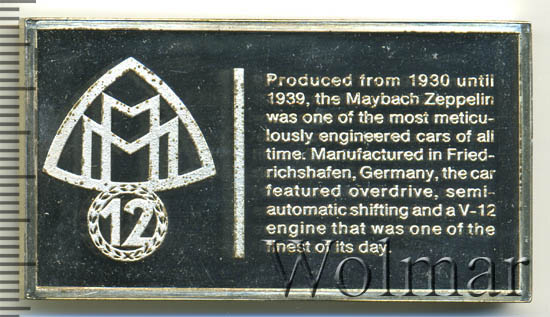 MM
12
Produced from 1930 until
1939, the Maybach Zeppelin
was one of the most meticu-
lously engineered cars of all
time. Manufactured in Fried-
richshafen, Germany, the car
featured overdrive, semi-
automatic shifting and a V-12
engine that was one of the
finest of its day.
Wolmar